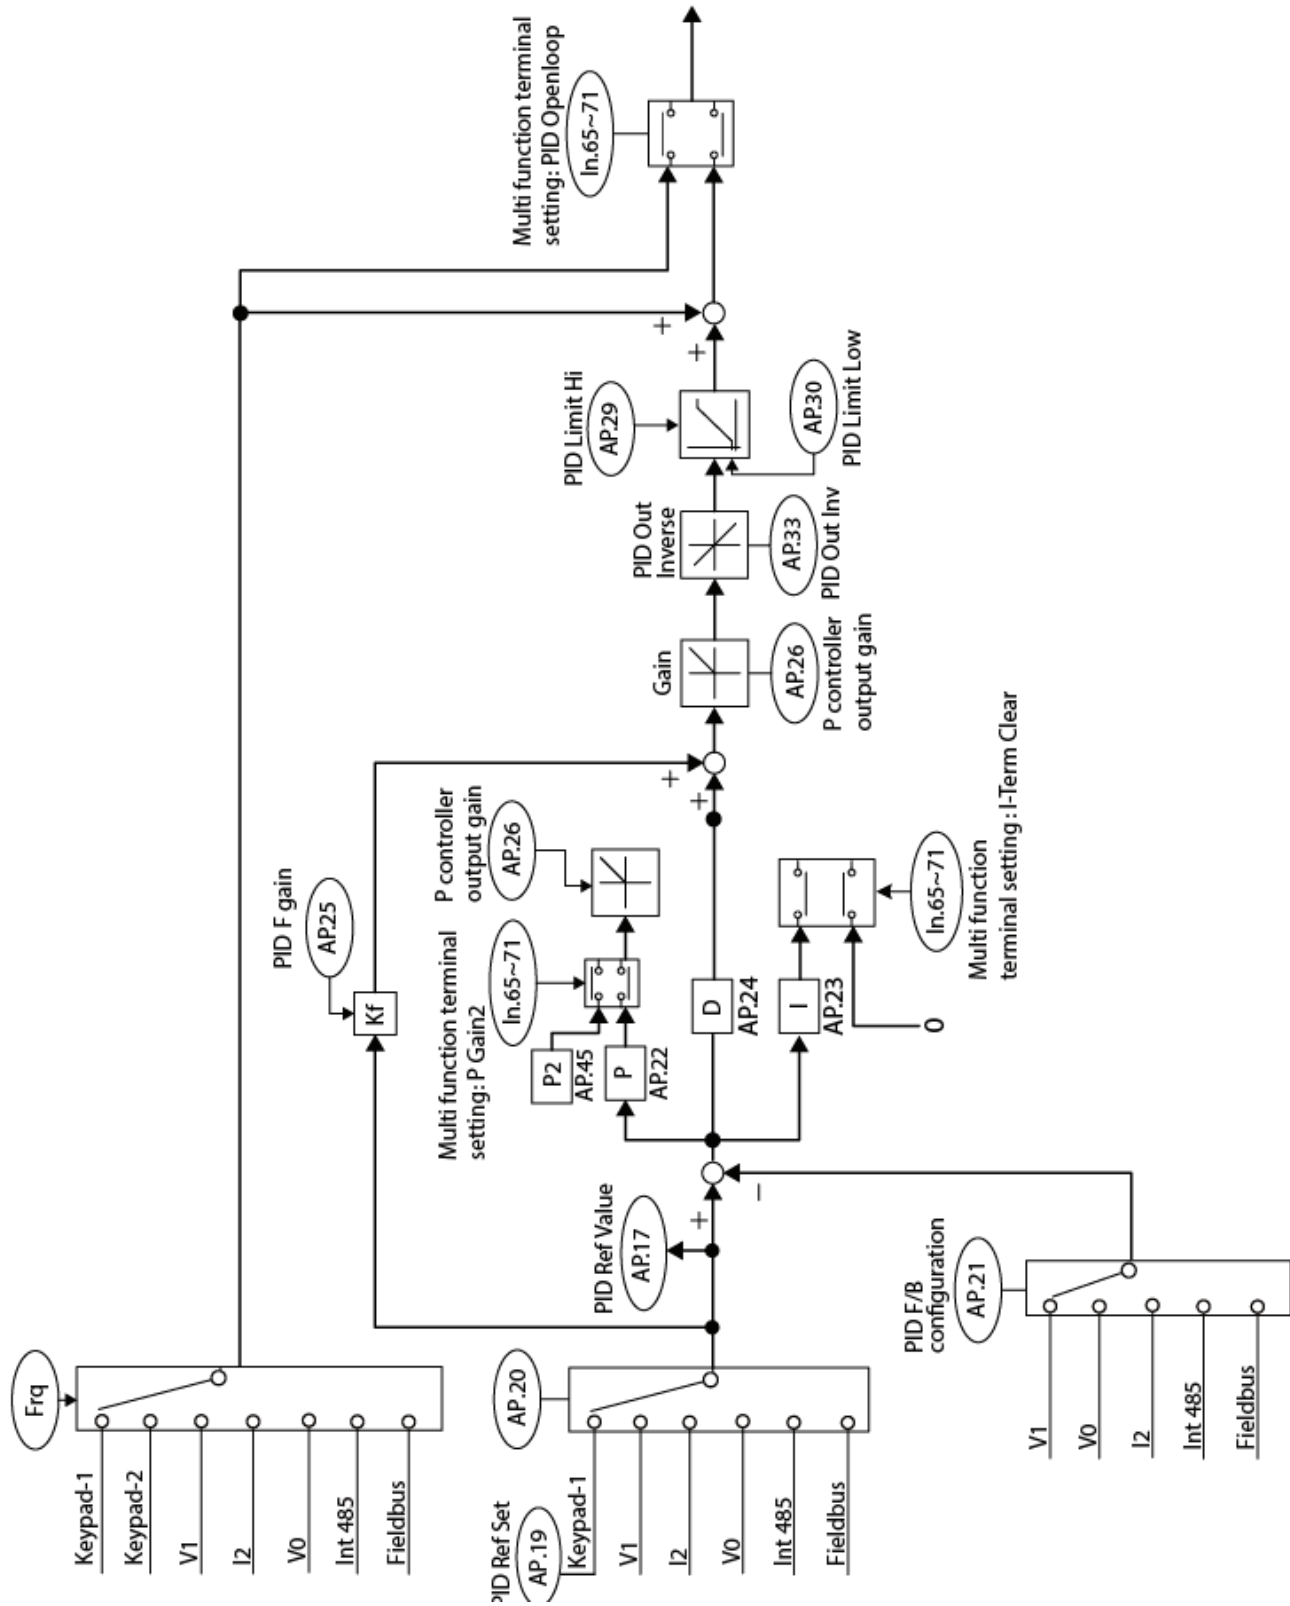 Keypad-1
Keypad-2
V1
I2
V0
Int 485
Fieldbus
Frq
PID Ref Set
AP.19
Keypad-1
V1
I2
V0
Int 485
Fieldbus
AP.20
PID Ref Value
AP.17
+
−
PID F/B
configuration
AP.21
V1
V0
I2
Int 485
Fieldbus
PID F gain
AP.25
Kf
Multi function terminal
setting: P Gain2
In.65~71
P2
AP.45
P
AP.22
P controller
output gain
AP.26
D
AP.24
I
AP.23
0
In.65~71
Multi function
terminal setting : I-Term Clear
+
+
Gain
AP.26
P controller
output gain
PID Out
Inverse
AP.33
PID Out Inv
PID Limit Hi
AP.29
AP.30
PID Limit Low
+
+
Multi function terminal
setting: PID Openloop
In.65~71